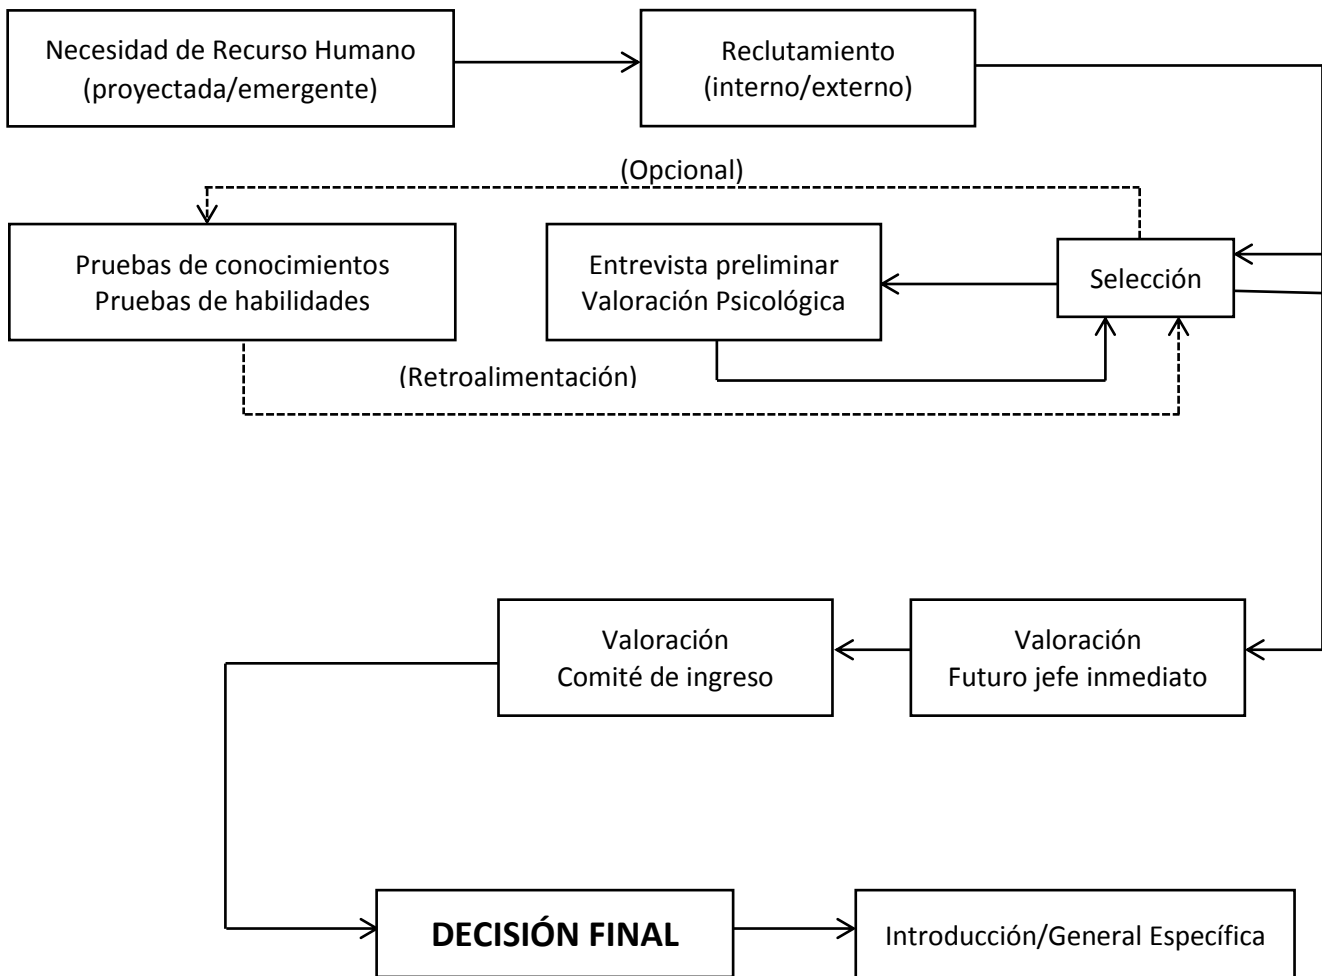 Necesidad de Recurso Humano
(proyectada/emergente)
Reclutamiento
(interno/externo)
(Opcional)
Pruebas de conocimientos
Pruebas de habilidades
Entrevista preliminar
Valoración Psicológica
Selección
(Retroalimentación)
Valoración
Comité de ingreso
Valoración
Futuro jefe inmediato
DECISIÓN FINAL
Introducción/General Específica